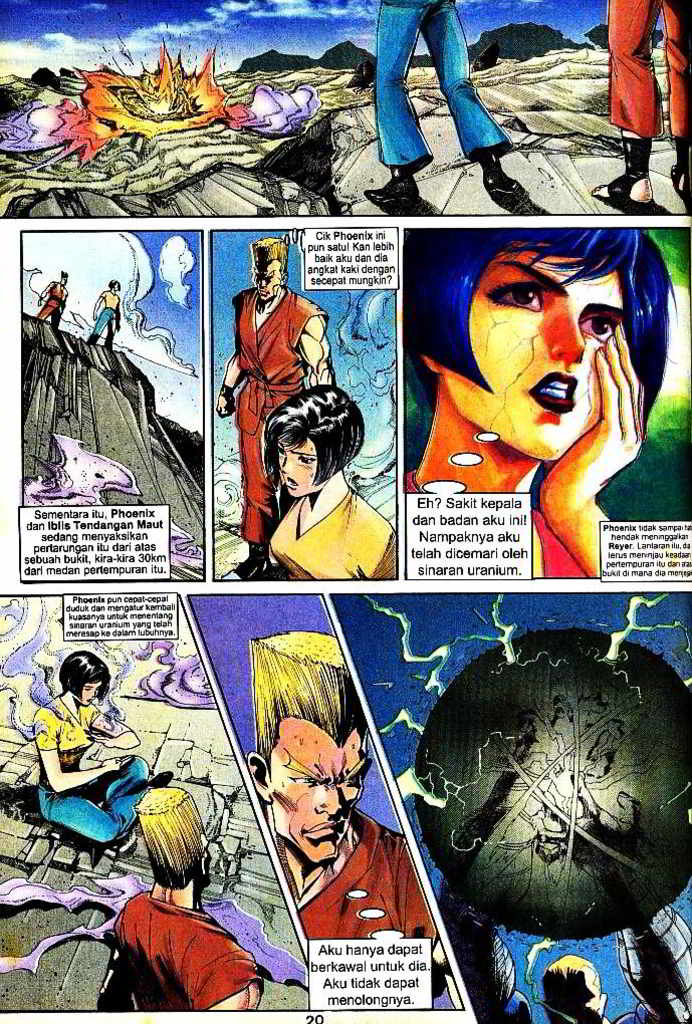 Cik Phoenix ini
pun satu! Kan lebih
baik aku dan dia
angkat kaki dengan
secepat mungkin?
Sementara itu, Phoenix
dan Iblis Tendangan Maut
sedang menyaksikan
pertarungan itu dari atas
sebuah bukit, kira-kira 30km
dari medan pertempuran itu.
Eh? Sakit kepala
dan badan aku ini!
Nampaknya aku
telah dicemari oleh
sinaran uranium.
Phoenix tidak sampai
hendak meninggalkan
Reyer. Lantaran itu,
terus meninjau keadaan
pertempuran itu dari
bukit di mana dia
Phoenix pun cepat-cepat
duduk dan mengatur kembali
kuasanya untuk menentang
sinaran uranium yang telah
meresap ke dalam tubuhnya.
Aku hanya dapat
berkawal untuk dia.
Aku tidak dapat
menolongnya.
20